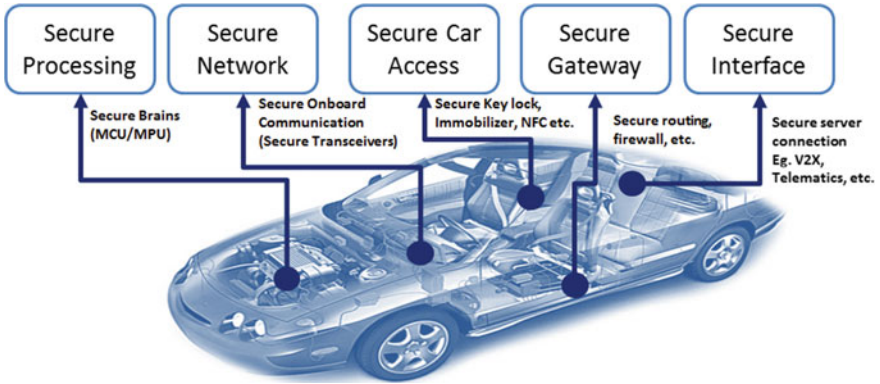 Secure
Processing
Secure
Network
Secure Car
Access
Secure
Gateway
Secure
Interface
Secure Brains
(MCU/MPU)
Secure Onboard
Communication
(Secure Transceivers)
Secure Key lock,
Immobilizer, NFC etc.
Secure routing,
firewall, etc.
Secure server
connection
Eg. V2X,
Telematics, etc.